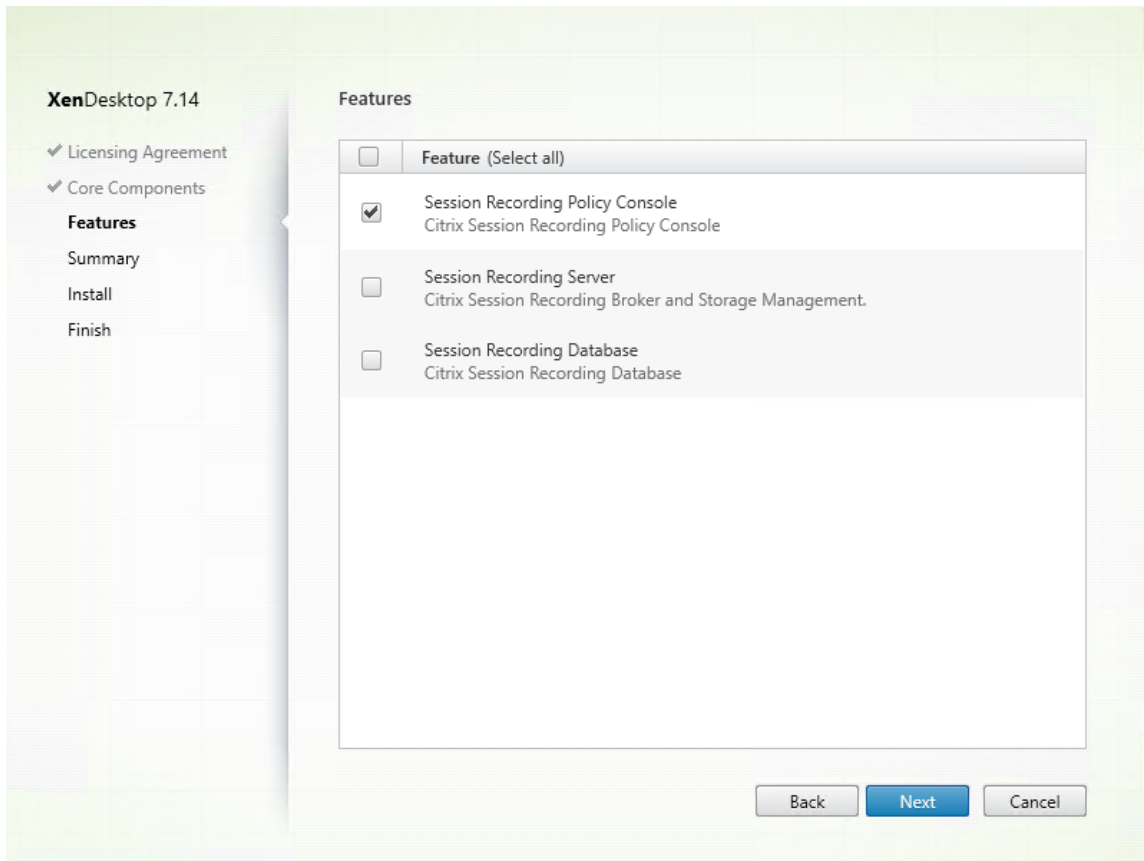 XenDesktop 7.14
Licensing Agreement
Core Components
Features
Summary
Install
Finish
Features
Feature (Select all)
Session Recording Policy Console
Citrix Session Recording Policy Console
Session Recording Server
Citrix Session Recording Broker and Storage Management.
Session Recording Database
Citrix Session Recording Database
Back Next Cancel